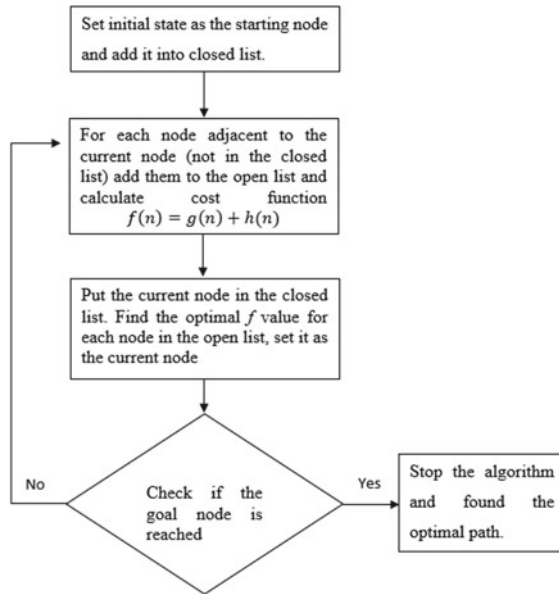 Set initial state as the starting node
and add it into closed list.
For each node adjacent to the
current node (not in the closed
list) add them to the open list and
calculate cost function
f(n) = g(n) + h(n)
Put the current node in the closed
list. Find the optimal f value for
each node in the open list, set it as
the current node
No
Check if the
goal node is
reached
Yes
Stop the algorithm
and found the
optimal path.